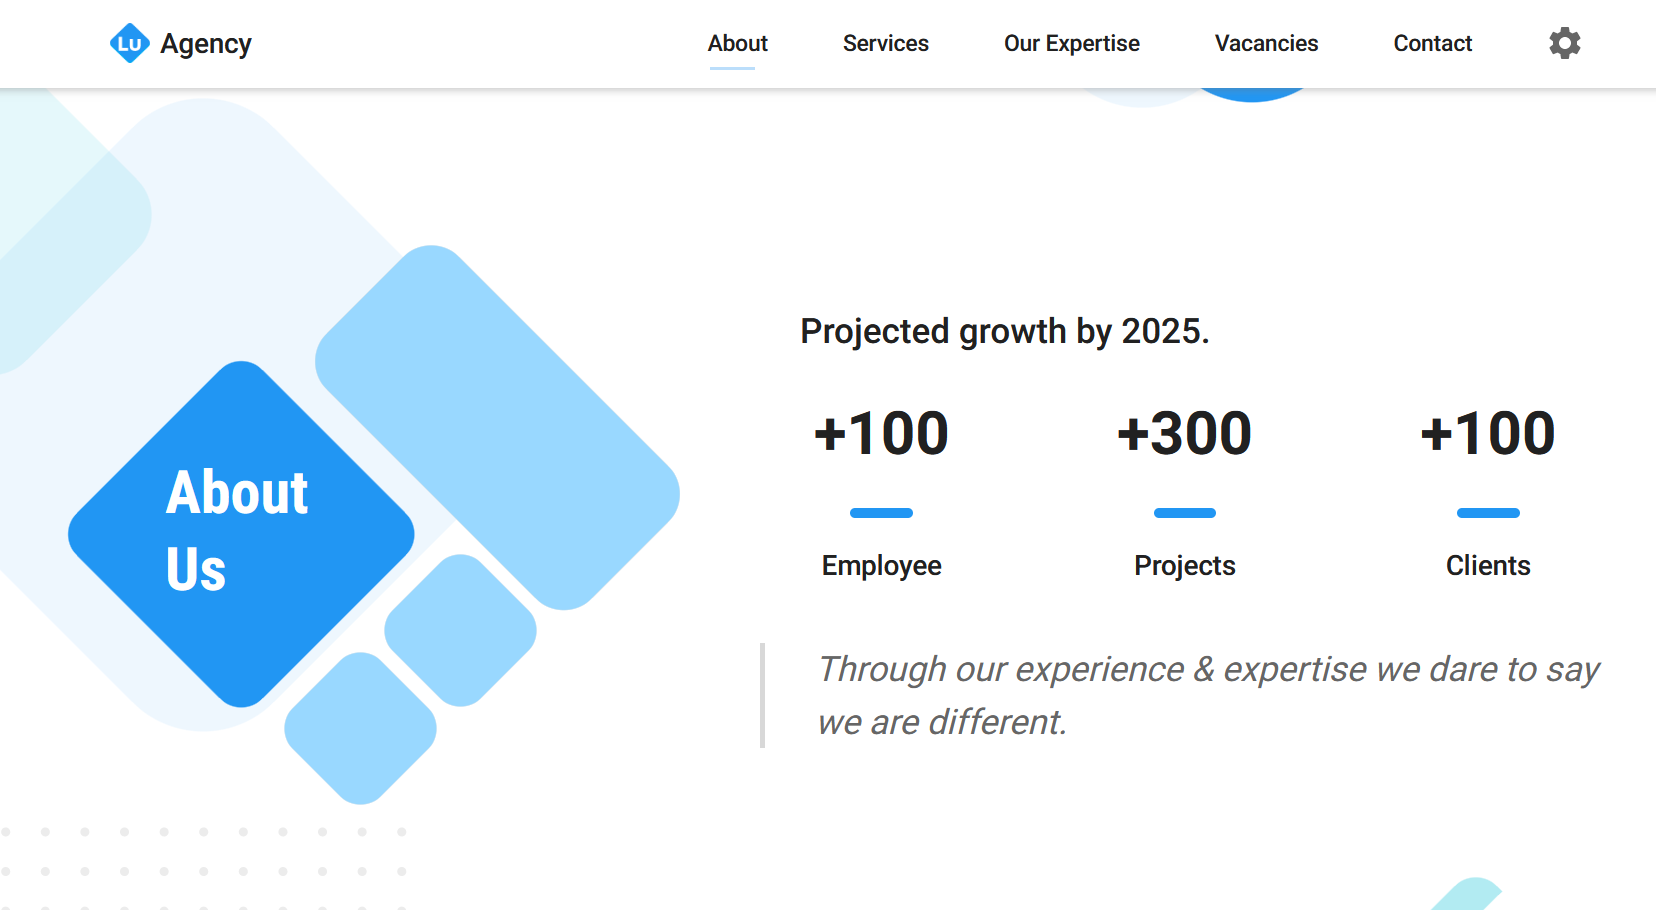 Lu Agency
About Services Our Expertise Vacancies Contact
About
Us
Projected growth by 2025.
+100 +300 +100
Employee Projects Clients
Through our experience & expertise we dare to say
we are different.